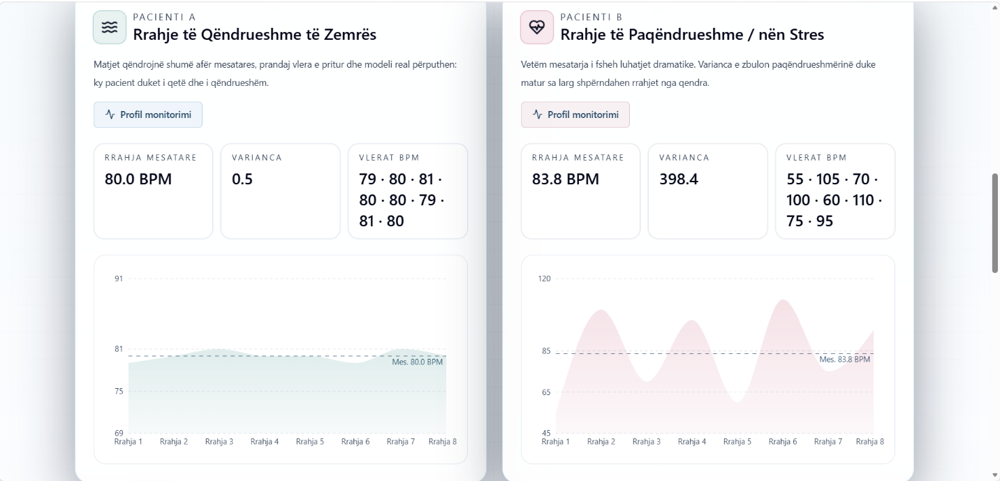 PACIENTI A
Rrahje të Qëndrueshme të Zemrës
Matjet qëndrojnë shumë afër mesatares, prandaj vlera e pritur dhe modeli real përputhen:
ky pacient duket i qetë dhe i qëndrueshëm.
Profil monitorimi
RRAHJA MESATARE
80.0 BPM
VARIANCA
0.5
VLERAT BPM
79 · 80 · 81 ·
80 · 80 · 79 ·
81 · 80
91
81
75
69
Mes. 80.0 BPM
Rrahja 1 Rrahja 2 Rrahja 3 Rrahja 4 Rrahja 5 Rrahja 6 Rrahja 7 Rrahja 8
PACIENTI B
Rrahje të Paqëndrueshme / nën Stres
Vetëm mesatarja i fsheh luhatjet dramatike. Varianca e zbulon paqëndrueshmërinë duke
matur sa larg shpërndahen rrahjet nga qendra.
Profil monitorimi
RRAHJA MESATARE
83.8 BPM
VARIANCA
398.4
VLERAT BPM
55 · 105 · 70 ·
100 · 60 · 110 ·
75 · 95
120
85
65
45
Mes. 83.8 BPM
Rrahja 1 Rrahja 2 Rrahja 3 Rrahja 4 Rrahja 5 Rrahja 6 Rrahja 7 Rrahja 8